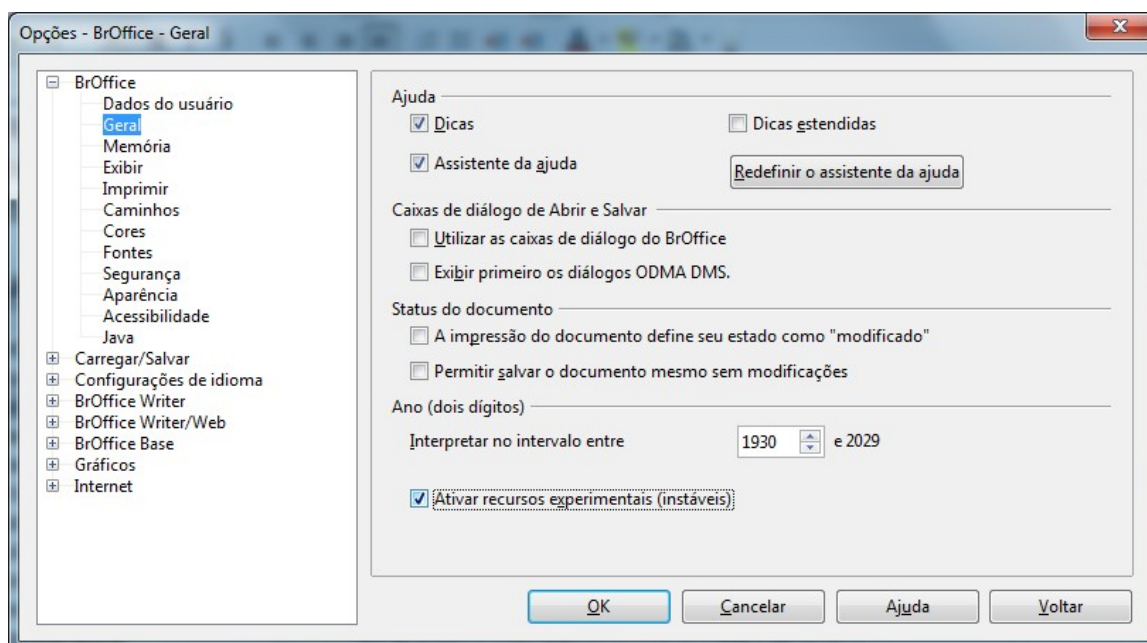 Opções - BrOffice - Geral
BrOffice
Dados do usuário
Geral
Memória
Exibir
Imprimir
Caminhos
Cores
Fontes
Segurança
Aparência
Acessibilidade
Java
Carregar/Salvar
Configurações de idioma
BrOffice Writer
BrOffice Writer/Web
BrOffice Base
Gráficos
Internet
Ajuda
Dicas
Dicas estendidas
Assistente da ajuda
Redefinir o assistente da ajuda
Caixas de diálogo de Abrir e Salvar
Utilizar as caixas de diálogo do BrOffice
Exibir primeiro os diálogos ODMA DMS.
Status do documento
A impressão do documento define seu estado como "modificado"
Permitir salvar o documento mesmo sem modificações
Ano (dois dígitos)
Interpretar no intervalo entre 1930 e 2029
Ativar recursos experimentais (instáveis)
OK
Cancelar
Ajuda
Voltar